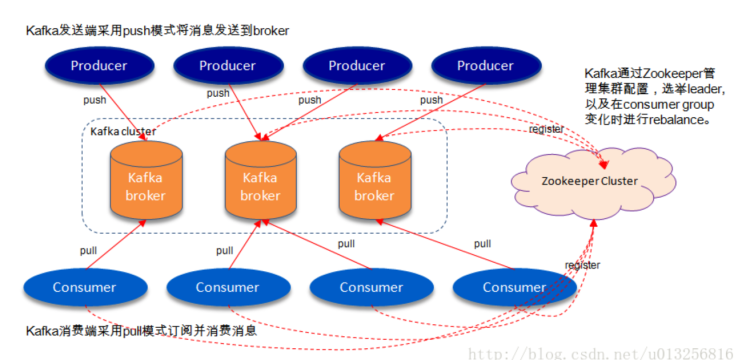 Kafka发送端采用push模式将消息发送到broker
Producer
Producer
Producer
Producer
Kafka通过Zookeeper管
理集群配置，选举leader,
以及在consumer group
变化时进行rebalance。
push
push
push
push
Kafka cluster
register
Kafka
broker
Kafka
broker
Kafka
broker
Zookeeper Cluster
pull
pull
pull
pull
register
Consumer
Consumer
Consumer
Consumer
Kafka消费端采用pull模式订阅并消费消息
http://blog.csdn.net/u013256816